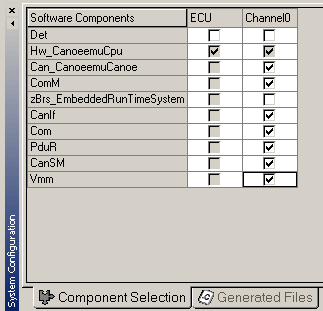 Software Components ECU Channel0
Det
Hw_CanoeemuCpu
Can_CanoeemuCanoe
ComM
zBrs_EmbeddedRunTimeSystem
CanIf
Com
PduR
CanSM
Vmm
System Configuration
Component Selection Generated Files